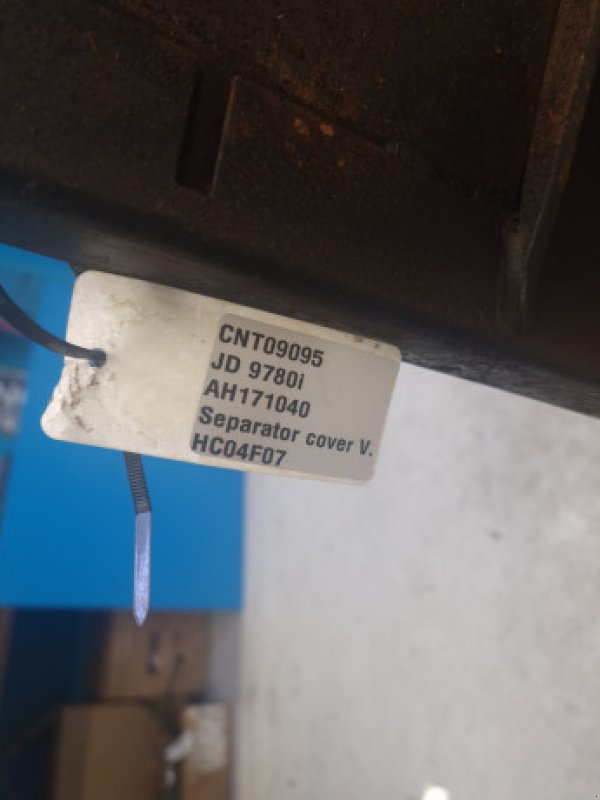 CNT09095
JD 9780i
AH171040
Separator cover V.
HC04F07